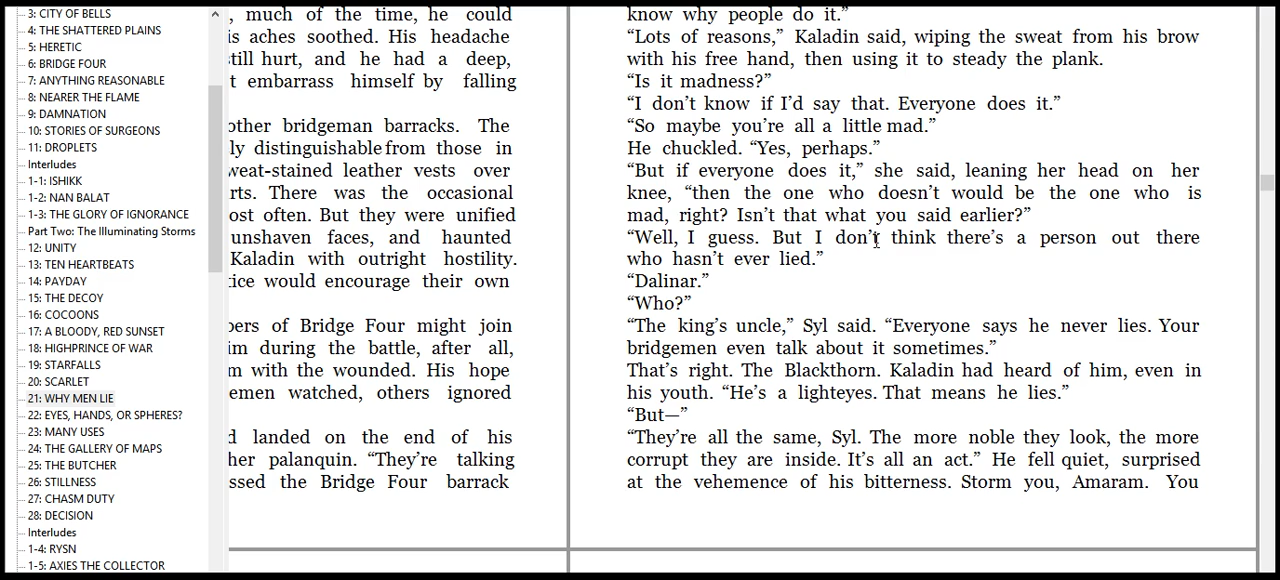 3: CITY OF BELLS
4: THE SHATTERED PLAINS
5: HERETIC
6: BRIDGE FOUR
7: ANYTHING REASONABLE
8: NEARER THE FLAME
9: DAMNATION
10: STORIES OF SURGEONS
11: DROPLETS
Interludes
1-1: ISHIKK
1-2: NAN BALAT
1-3: THE GLORY OF IGNORANCE
Part Two: The Illuminating Storms
12: UNITY
13: TEN HEARTBEATS
14: PAYDAY
15: THE DECOY
16: COCOONS
17: A BLOODY, RED SUNSET
18: HIGHPRINCE OF WAR
19: STARFALLS
20: SCARLET
21: WHY MEN LIE
22: EYES, HANDS, OR SPHERES?
23: MANY USES
24: THE GALLERY OF MAPS
25: THE BUTCHER
26: STILLNESS
27: CHASM DUTY
28: DECISION
Interludes
1-4: RYSN
1-5: AXIES THE COLLECTOR
, much of the time, he could
is aches soothed. His headache
still hurt, and he had a deep,
t embarrass himself by falling
other bridgeman barracks. The
ly distinguishable from those in
weat-stained leather vests over
rts. There was the occasional
ost often. But they were unified
unshaven faces, and haunted
Kaladin with outright hostility.
tice would encourage their own
bers of Bridge Four might join
im during the battle, after all,
m with the wounded. His hope
emen watched, others ignored
d landed on the end of his
her palanquin. “They’re talking
ssed the Bridge Four barrack
know why people do it.”
“Lots of reasons,” Kaladin said, wiping the sweat from his brow
with his free hand, then using it to steady the plank.
“Is it madness?”
“I don’t know if I’d say that. Everyone does it.”
“So maybe you’re all a little mad.”
He chuckled. “Yes, perhaps.”
“But if everyone does it,” she said, leaning her head on her
knee, “then the one who doesn’t would be the one who is
mad, right? Isn’t that what you said earlier?”
“Well, I guess. But I don’t think there’s a person out there
who hasn’t ever lied.”
“Dalinar.”
“Who?”
“The king’s uncle,” Syl said. “Everyone says he never lies. Your
bridgemen even talk about it sometimes.”
That’s right. The Blackthorn. Kaladin had heard of him, even in
his youth. “He’s a lighteyes. That means he lies.”
“But—”
“They’re all the same, Syl. The more noble they look, the more
corrupt they are inside. It’s all an act.” He fell quiet, surprised
at the vehemence of his bitterness. Storm you, Amaram. You